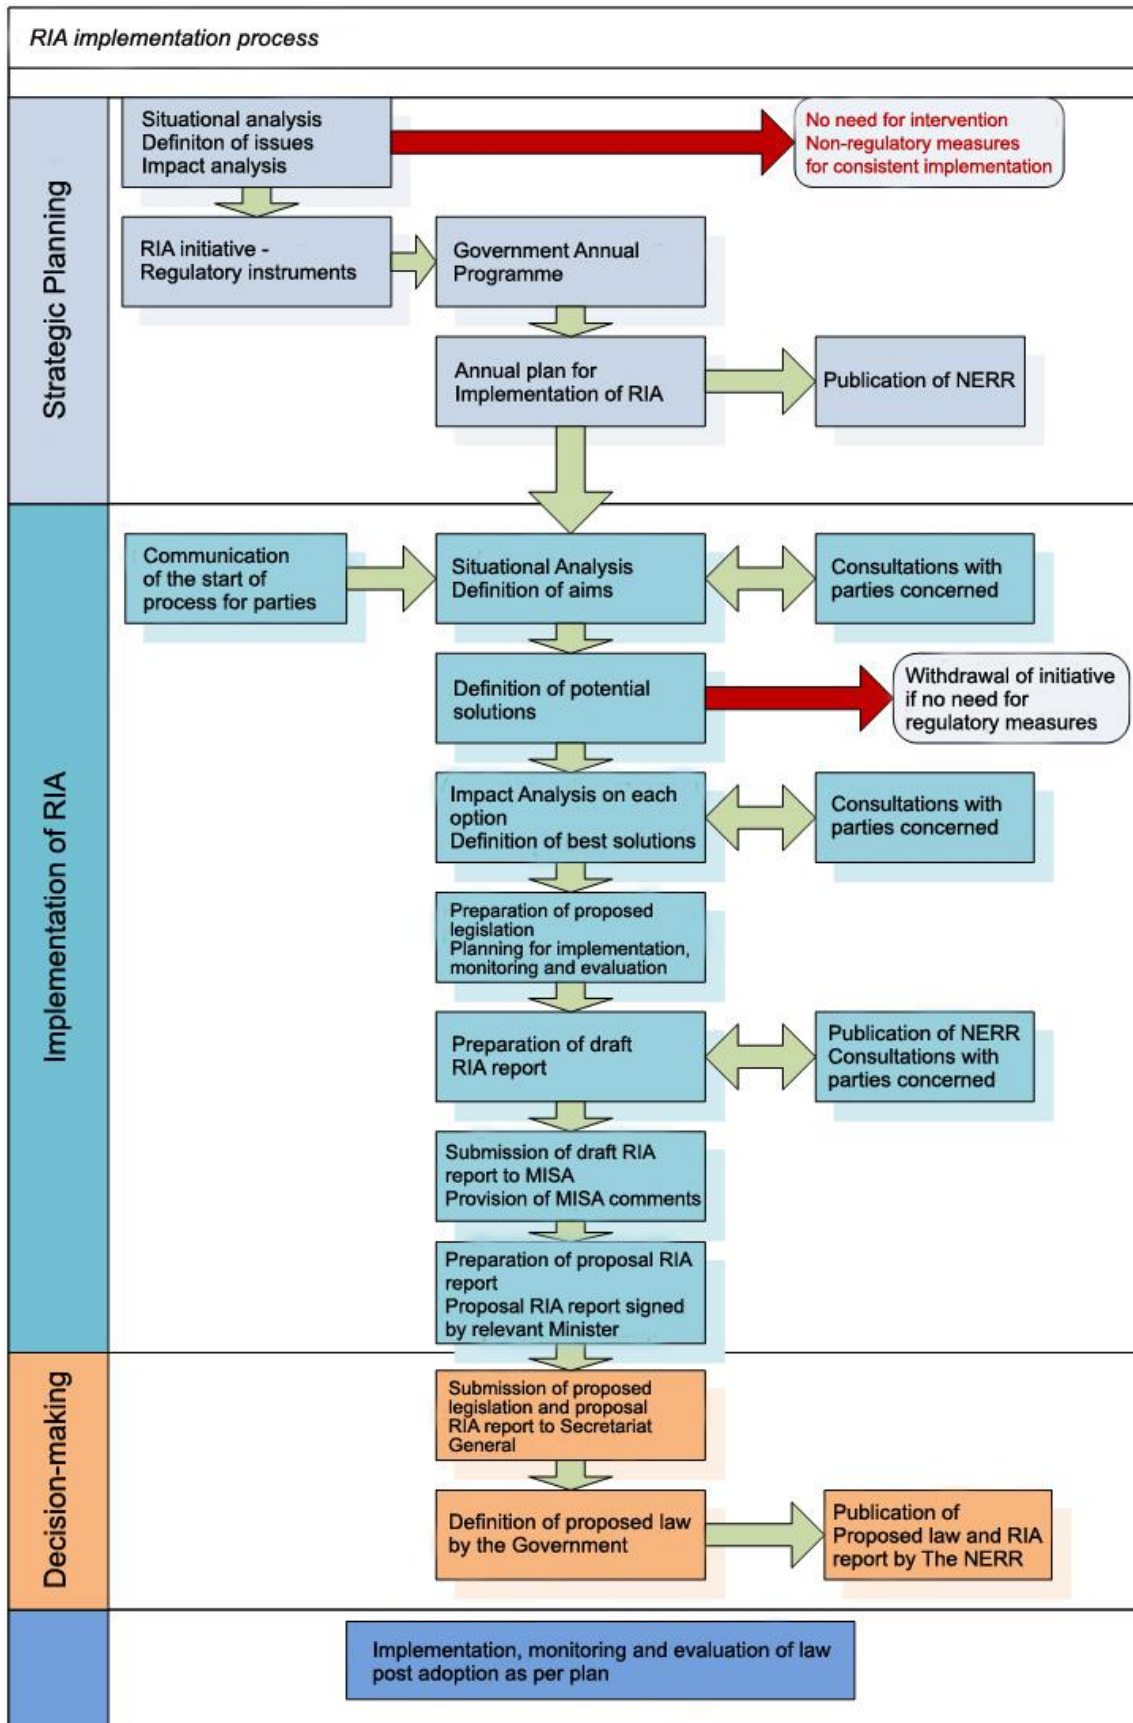 RIA implementation process
Strategic Planning
Situational analysis
Definiton of issues
Impact analysis
No need for intervention
Non-regulatory measures
for consistent implementation
RIA initiative -
Regulatory instruments
Government Annual
Programme
Annual plan for
Implementation of RIA
Publication of NERR
Implementation of RIA
Communication
of the start of
process for parties
Situational Analysis
Definition of aims
Consultations with
parties concerned
Definition of potential
solutions
Withdrawal of initiative
if no need for
regulatory measures
Impact Analysis on each
option
Definition of best solutions
Consultations with
parties concerned
Preparation of proposed
legislation
Planning for implementation,
monitoring and evaluation
Preparation of draft
RIA report
Publication of NERR
Consultations with
parties concerned
Submission of draft RIA
report to MISA
Provision of MISA comments
Preparation of proposal RIA
report
Proposal RIA report signed
by relevant Minister
Decision-making
Submission of proposed
legislation and proposal
RIA report to Secretariat
General
Definition of proposed law
by the Government
Publication of
Proposed law and RIA
report by The NERR
Implementation, monitoring and evaluation of law
post adoption as per plan